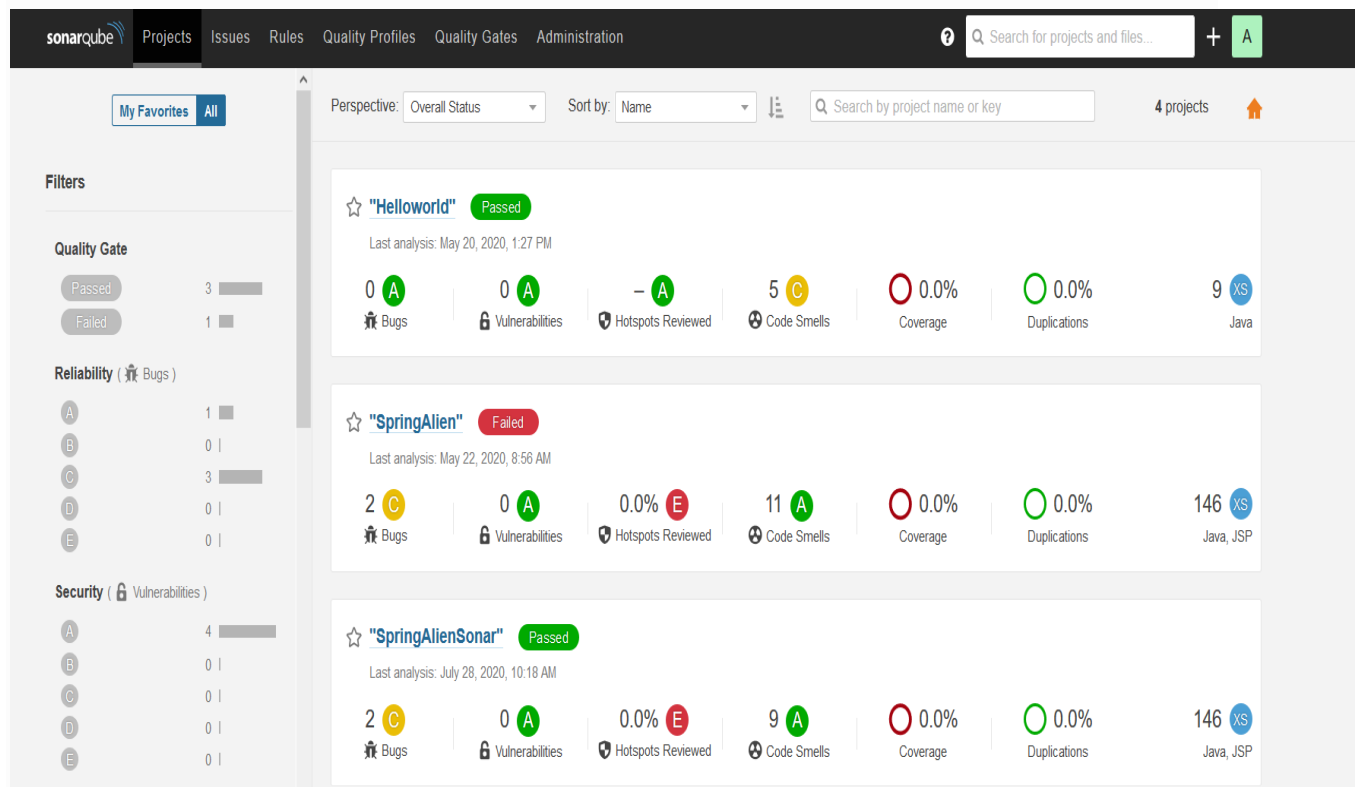 sonarqube Projects Issues Rules Quality Profiles Quality Gates Administration ? Search for projects and files... + A
My Favorites All
Perspective: Overall Status Sort by: Name Search by project name or key 4 projects
Filters
Quality Gate
Passed 3
Failed 1
Reliability ( Bugs )
A 1
B 0
C 3
D 0
E 0
Security ( Vulnerabilities )
A 4
B 0
C 0
D 0
E 0
"Helloworld" Passed
Last analysis: May 20, 2020, 1:27 PM
0 A 0 A – A 5 C 0.0% 0.0% 9 XS
Bugs Vulnerabilities Hotspots Reviewed Code Smells Coverage Duplications Java
"SpringAlien" Failed
Last analysis: May 22, 2020, 8:56 AM
2 C 0 A 0.0% E 11 A 0.0% 0.0% 146 XS
Bugs Vulnerabilities Hotspots Reviewed Code Smells Coverage Duplications Java, JSP
"SpringAlienSonar" Passed
Last analysis: July 28, 2020, 10:18 AM
2 C 0 A 0.0% E 9 A 0.0% 0.0% 146 XS
Bugs Vulnerabilities Hotspots Reviewed Code Smells Coverage Duplications Java, JSP